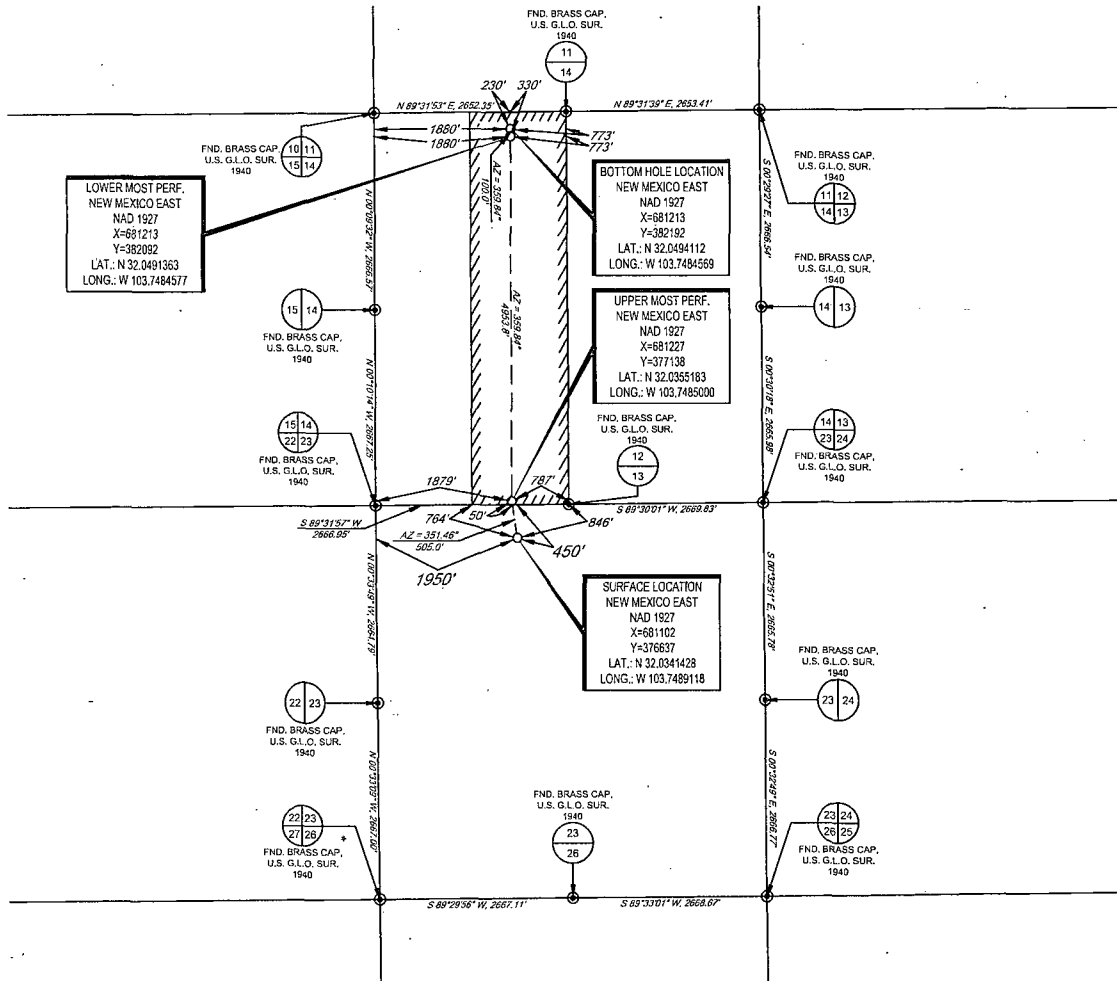 FND. BRASS CAP,
U.S. G.L.O. SUR.
1940
11
14
230' 330'
N 89°31'53" E, 2652.35'
N 89°31'39" E, 2653.41'
1880'
1880'
773'
773'
FND. BRASS CAP,
U.S. G.L.O. SUR.
1940
10 11
15 14
AZ = 359.84°
100.0'
LOWER MOST PERF.
NEW MEXICO EAST
NAD 1927
X=681213
Y=382092
LAT.: N 32.0491363
LONG.: W 103.7484577
BOTTOM HOLE LOCATION
NEW MEXICO EAST
NAD 1927
X=681213
Y=382192
LAT.: N 32.0494112
LONG.: W 103.7484569
FND. BRASS CAP,
U.S. G.L.O. SUR.
1940
11 12
14 13
N 00°09'32" W, 2666.57'
S 00°29'27" E, 2666.54'
FND. BRASS CAP,
U.S. G.L.O. SUR.
1940
14 13
15 14
FND. BRASS CAP,
U.S. G.L.O. SUR.
1940
AZ = 359.84°
4953.8'
UPPER MOST PERF.
NEW MEXICO EAST
NAD 1927
X=681227
Y=377138
LAT.: N 32.0355183
LONG.: W 103.7485000
N 00°10'14" W, 2667.25'
S 00°30'18" E, 2665.98'
15 14
22 23
FND. BRASS CAP,
U.S. G.L.O. SUR.
1940
FND. BRASS CAP,
U.S. G.L.O. SUR.
1940
12
13
14 13
23 24
FND. BRASS CAP,
U.S. G.L.O. SUR.
1940
1879'
787'
S 89°31'57" W
2666.95'
764'
50'
846'
S 89°30'01" W, 2669.83'
AZ = 351.46°
505.0'
450'
1950'
SURFACE LOCATION
NEW MEXICO EAST
NAD 1927
X=681102
Y=376637
LAT.: N 32.0341428
LONG.: W 103.7489118
N 00°33'49" W, 2664.79'
S 00°32'51" E, 2665.78'
22 23
FND. BRASS CAP,
U.S. G.L.O. SUR.
1940
FND. BRASS CAP,
U.S. G.L.O. SUR.
1940
23 24
N 00°33'09" W, 2667.00'
S 00°32'49" E, 2666.77'
22 23
27 26
FND. BRASS CAP,
U.S. G.L.O. SUR.
1940
FND. BRASS CAP,
U.S. G.L.O. SUR.
1940
23
26
23 24
26 25
FND. BRASS CAP,
U.S. G.L.O. SUR.
1940
S 89°29'56" W, 2667.11'
S 89°33'01" W, 2668.67'